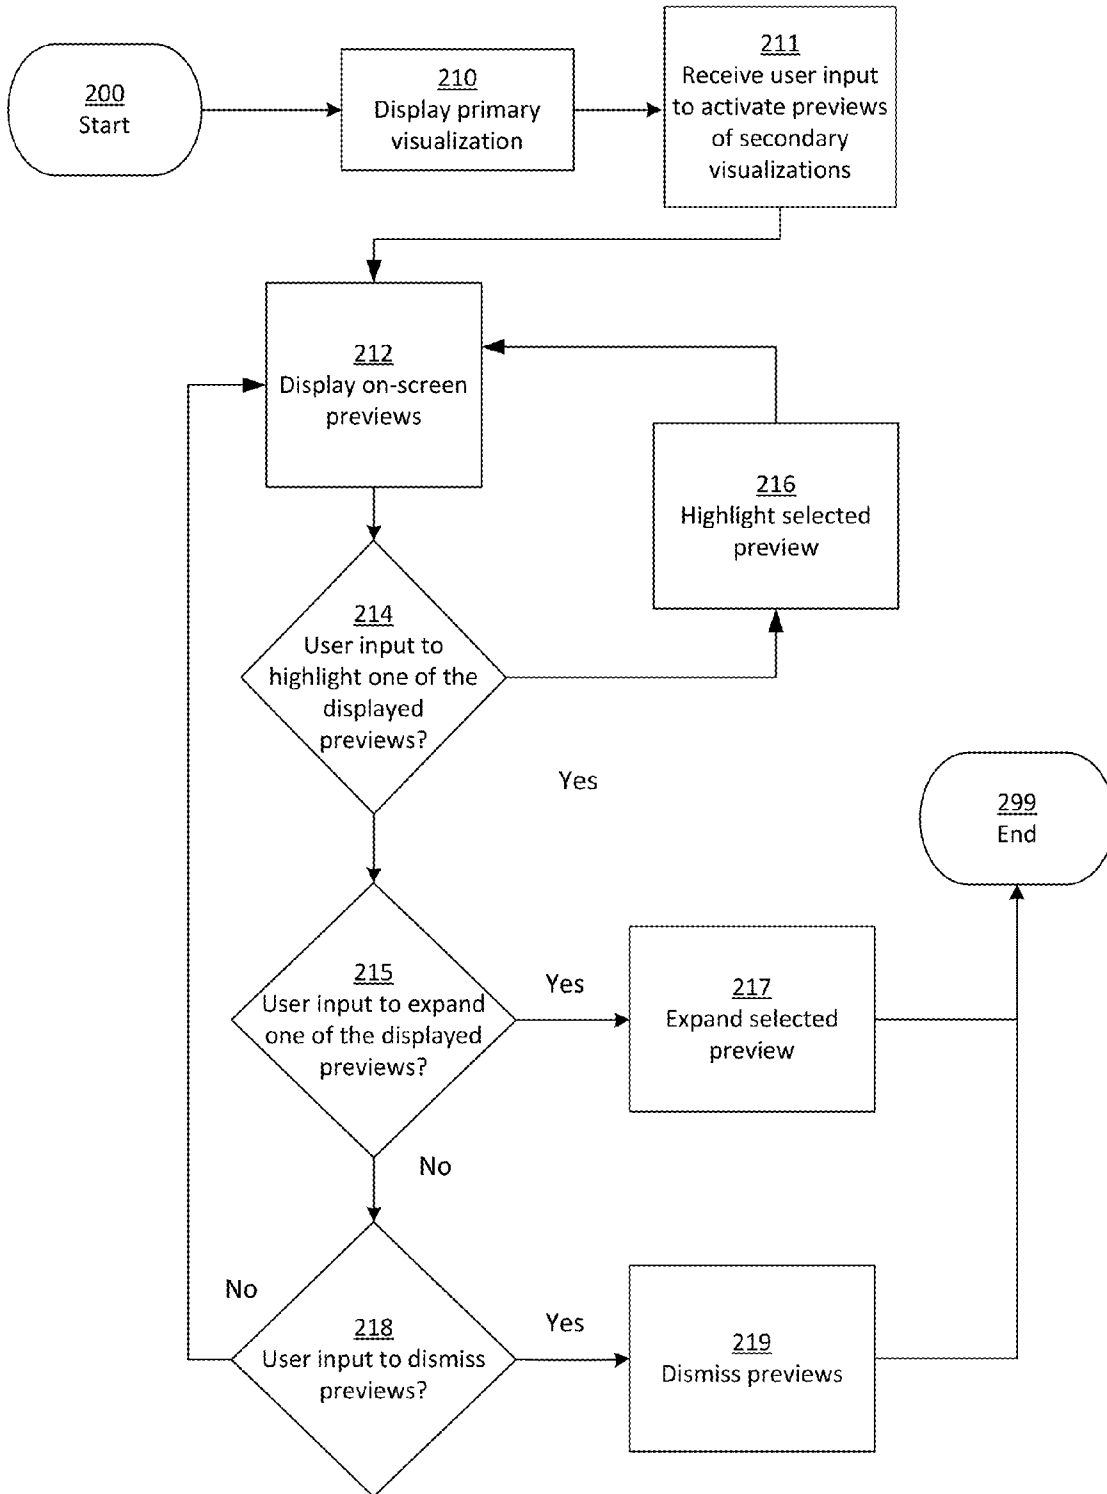 200
Start
210
Display primary
visualization
211
Receive user input
to activate previews
of secondary
visualizations
212
Display on-screen
previews
216
Highlight selected
preview
214
User input to
highlight one of the
displayed
previews?
Yes
299
End
215
User input to expand
one of the displayed
previews?
Yes
217
Expand selected
preview
No
No
218
User input to dismiss
previews?
Yes
219
Dismiss previews